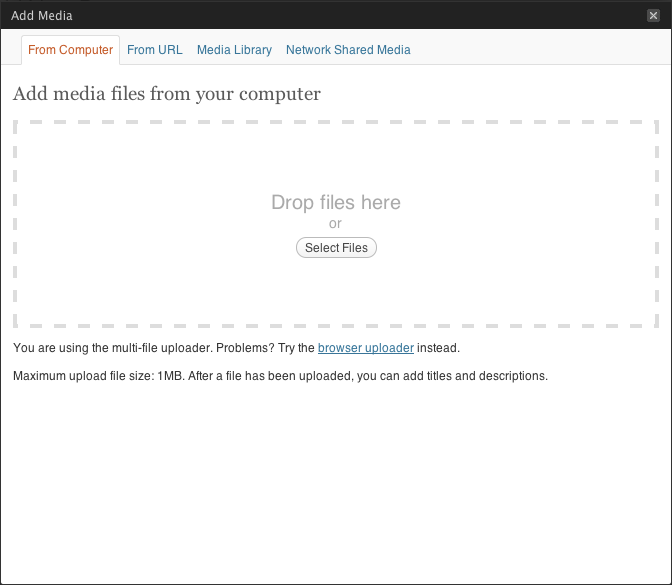 Add Media
From Computer From URL Media Library Network Shared Media
Add media files from your computer
Drop files here
or
Select Files
You are using the multi-file uploader. Problems? Try the browser uploader instead.
Maximum upload file size: 1MB. After a file has been uploaded, you can add titles and descriptions.